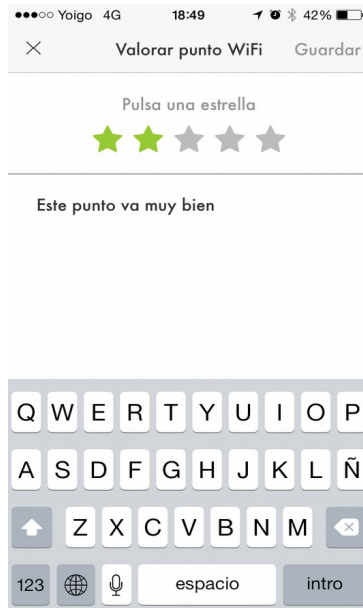 Yoigo 4G 18:49 42%
Valorar punto WiFi Guardar
Pulsa una estrella
Este punto va muy bien
Q W E R T Y U I O P
A S D F G H J K L Ñ
Z X C V B N M
123 espacio intro